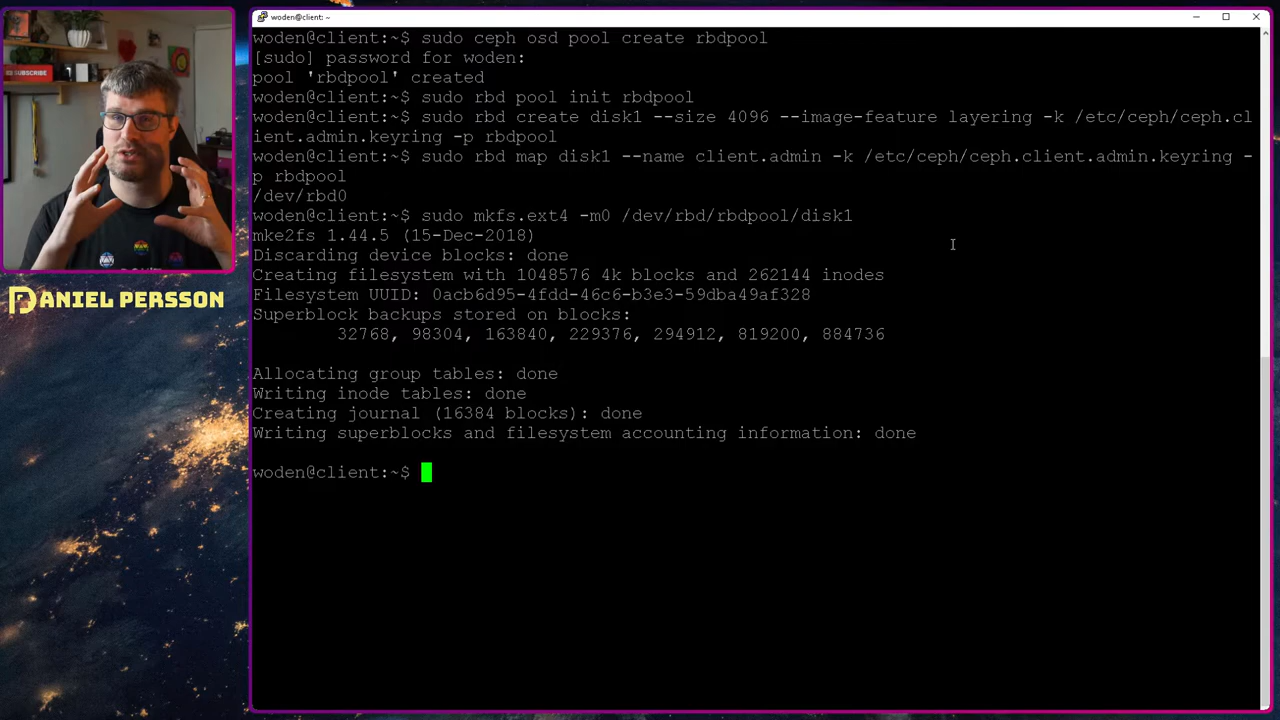 woden@client: ~
woden@client:~$ sudo ceph osd pool create rbdpool
[sudo] password for woden:
pool 'rbdpool' created
woden@client:~$ sudo rbd pool init rbdpool
woden@client:~$ sudo rbd create disk1 --size 4096 --image-feature layering -k /etc/ceph/ceph.cl
ient.admin.keyring -p rbdpool
woden@client:~$ sudo rbd map disk1 --name client.admin -k /etc/ceph/ceph.client.admin.keyring -
p rbdpool
/dev/rbd0
woden@client:~$ sudo mkfs.ext4 -m0 /dev/rbd/rbdpool/disk1
mke2fs 1.44.5 (15-Dec-2018)
Discarding device blocks: done
Creating filesystem with 1048576 4k blocks and 262144 inodes
Filesystem UUID: 0acb6d95-4fdd-46c6-b3e3-59dba49af328
Superblock backups stored on blocks:
32768, 98304, 163840, 229376, 294912, 819200, 884736
Allocating group tables: done
Writing inode tables: done
Creating journal (16384 blocks): done
Writing superblocks and filesystem accounting information: done
woden@client:~$
SUBSCRIBE
DANIEL PERSSON